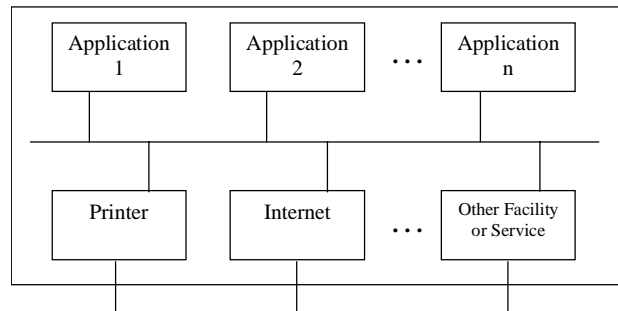 Application
1
Application
2
...
Application
n
Printer
Internet
...
Other Facility
or Service